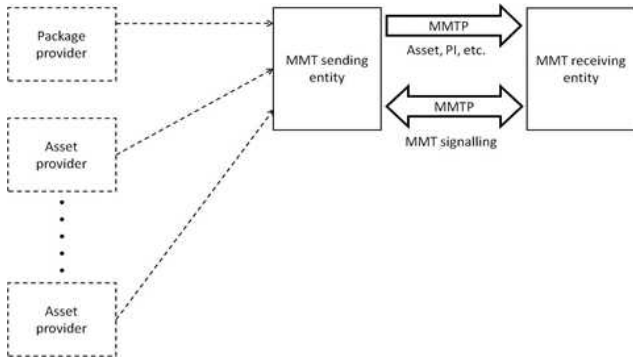 Package
provider
MMT sending
entity
MMTP
Asset, PI, etc.
MMT receiving
entity
MMTP
MMT signalling
Asset
provider
Asset
provider